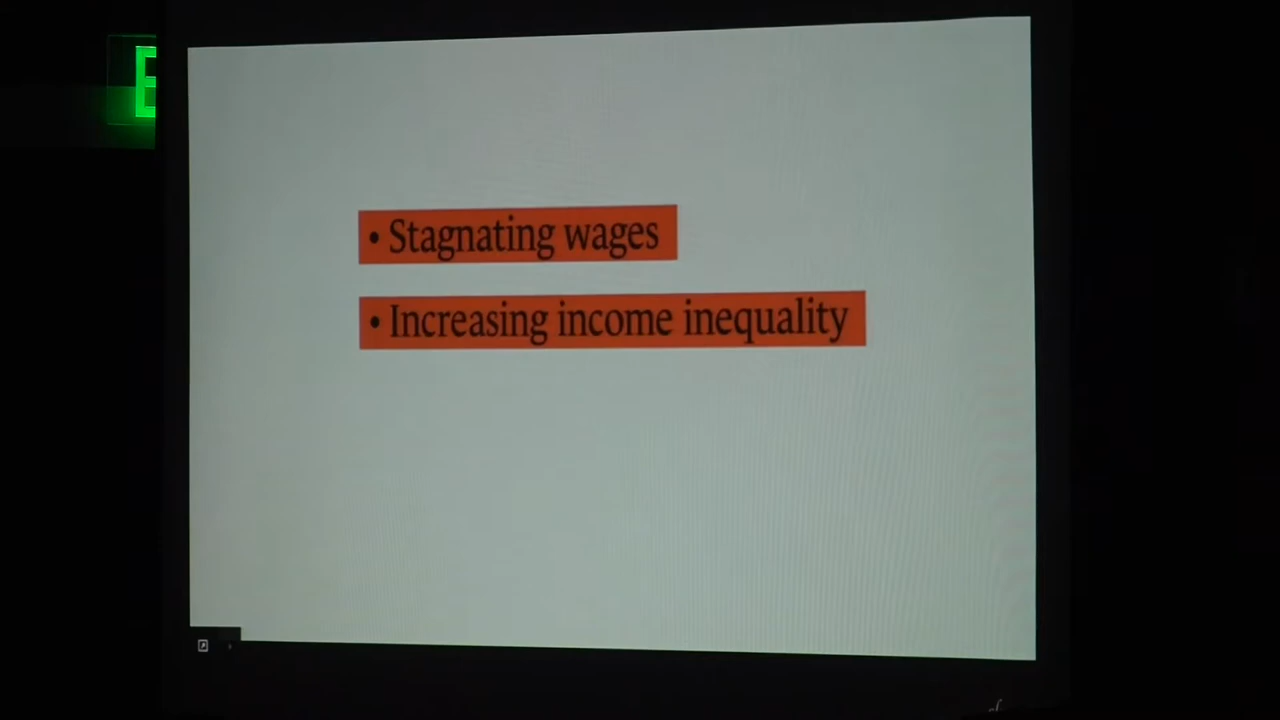 E
• Stagnating wages
• Increasing income inequality